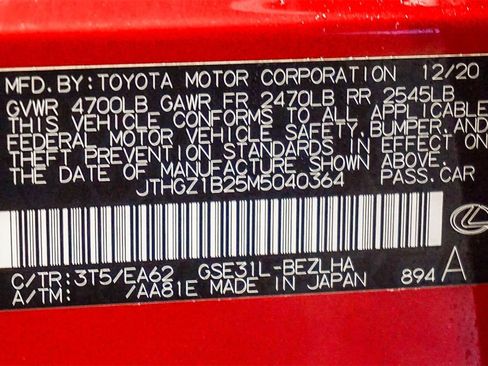 MFD. BY: TOYOTA MOTOR CORPORATION 12/20
GVWR 4700LB GAWR FR 2470LB RR 2545LB
THIS VEHICLE CONFORMS TO ALL APPLICABLE
FEDERAL MOTOR VEHICLE SAFETY, BUMPER, AND
THEFT PREVENTION STANDARDS IN EFFECT ON
THE DATE OF MANUFACTURE SHOWN ABOVE.
JTHGZ1B25M5040364 PASS. CAR
C/TR: 3T5/EA62 GSE31L-BEZLHA
A/TM: /AA81E MADE IN JAPAN 894 A